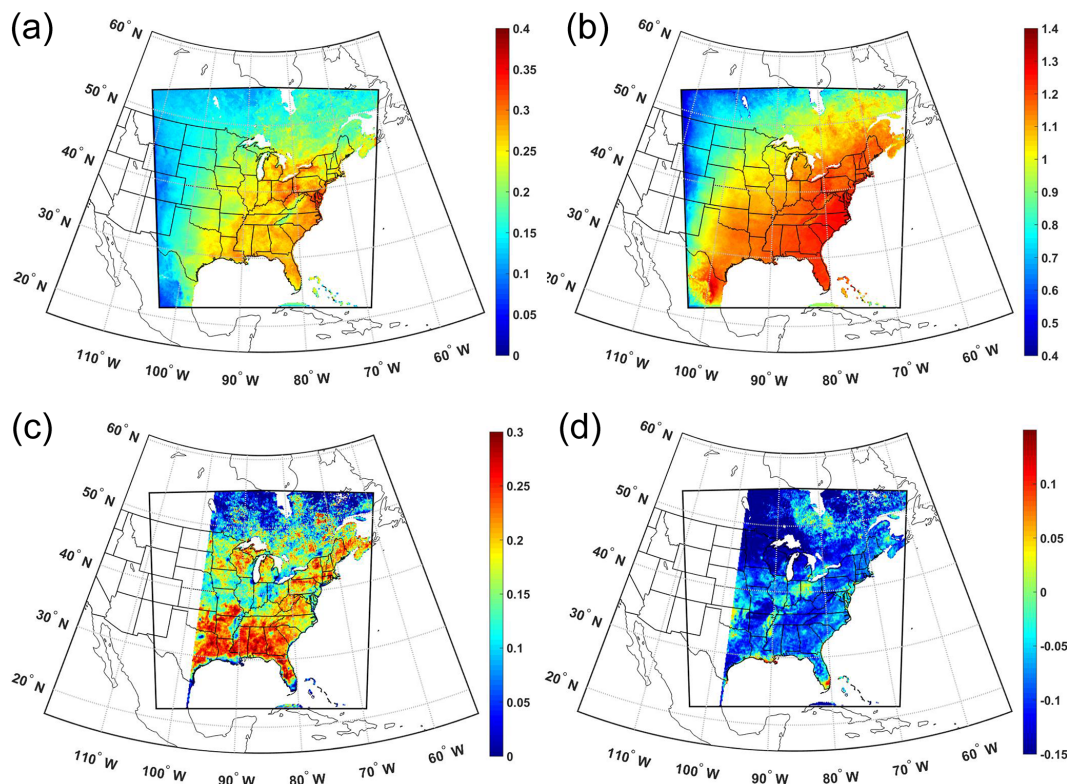 (a)
60° N
50° N
40° N
30° N
20° N
110° W
100° W
90° W
80° W
70° W
60° W
0.4
0.35
0.3
0.25
0.2
0.15
0.1
0.05
0
(b)
60° N
50° N
40° N
30° N
20° N
110° W
100° W
90° W
80° W
70° W
60° W
1.4
1.3
1.2
1.1
1
0.9
0.8
0.7
0.6
0.5
0.4
(c)
60° N
50° N
40° N
30° N
20° N
110° W
100° W
90° W
80° W
70° W
60° W
0.3
0.25
0.2
0.15
0.1
0.05
0
(d)
60° N
50° N
40° N
30° N
20° N
110° W
100° W
90° W
80° W
70° W
60° W
0.1
0.05
0
-0.05
-0.1
-0.15